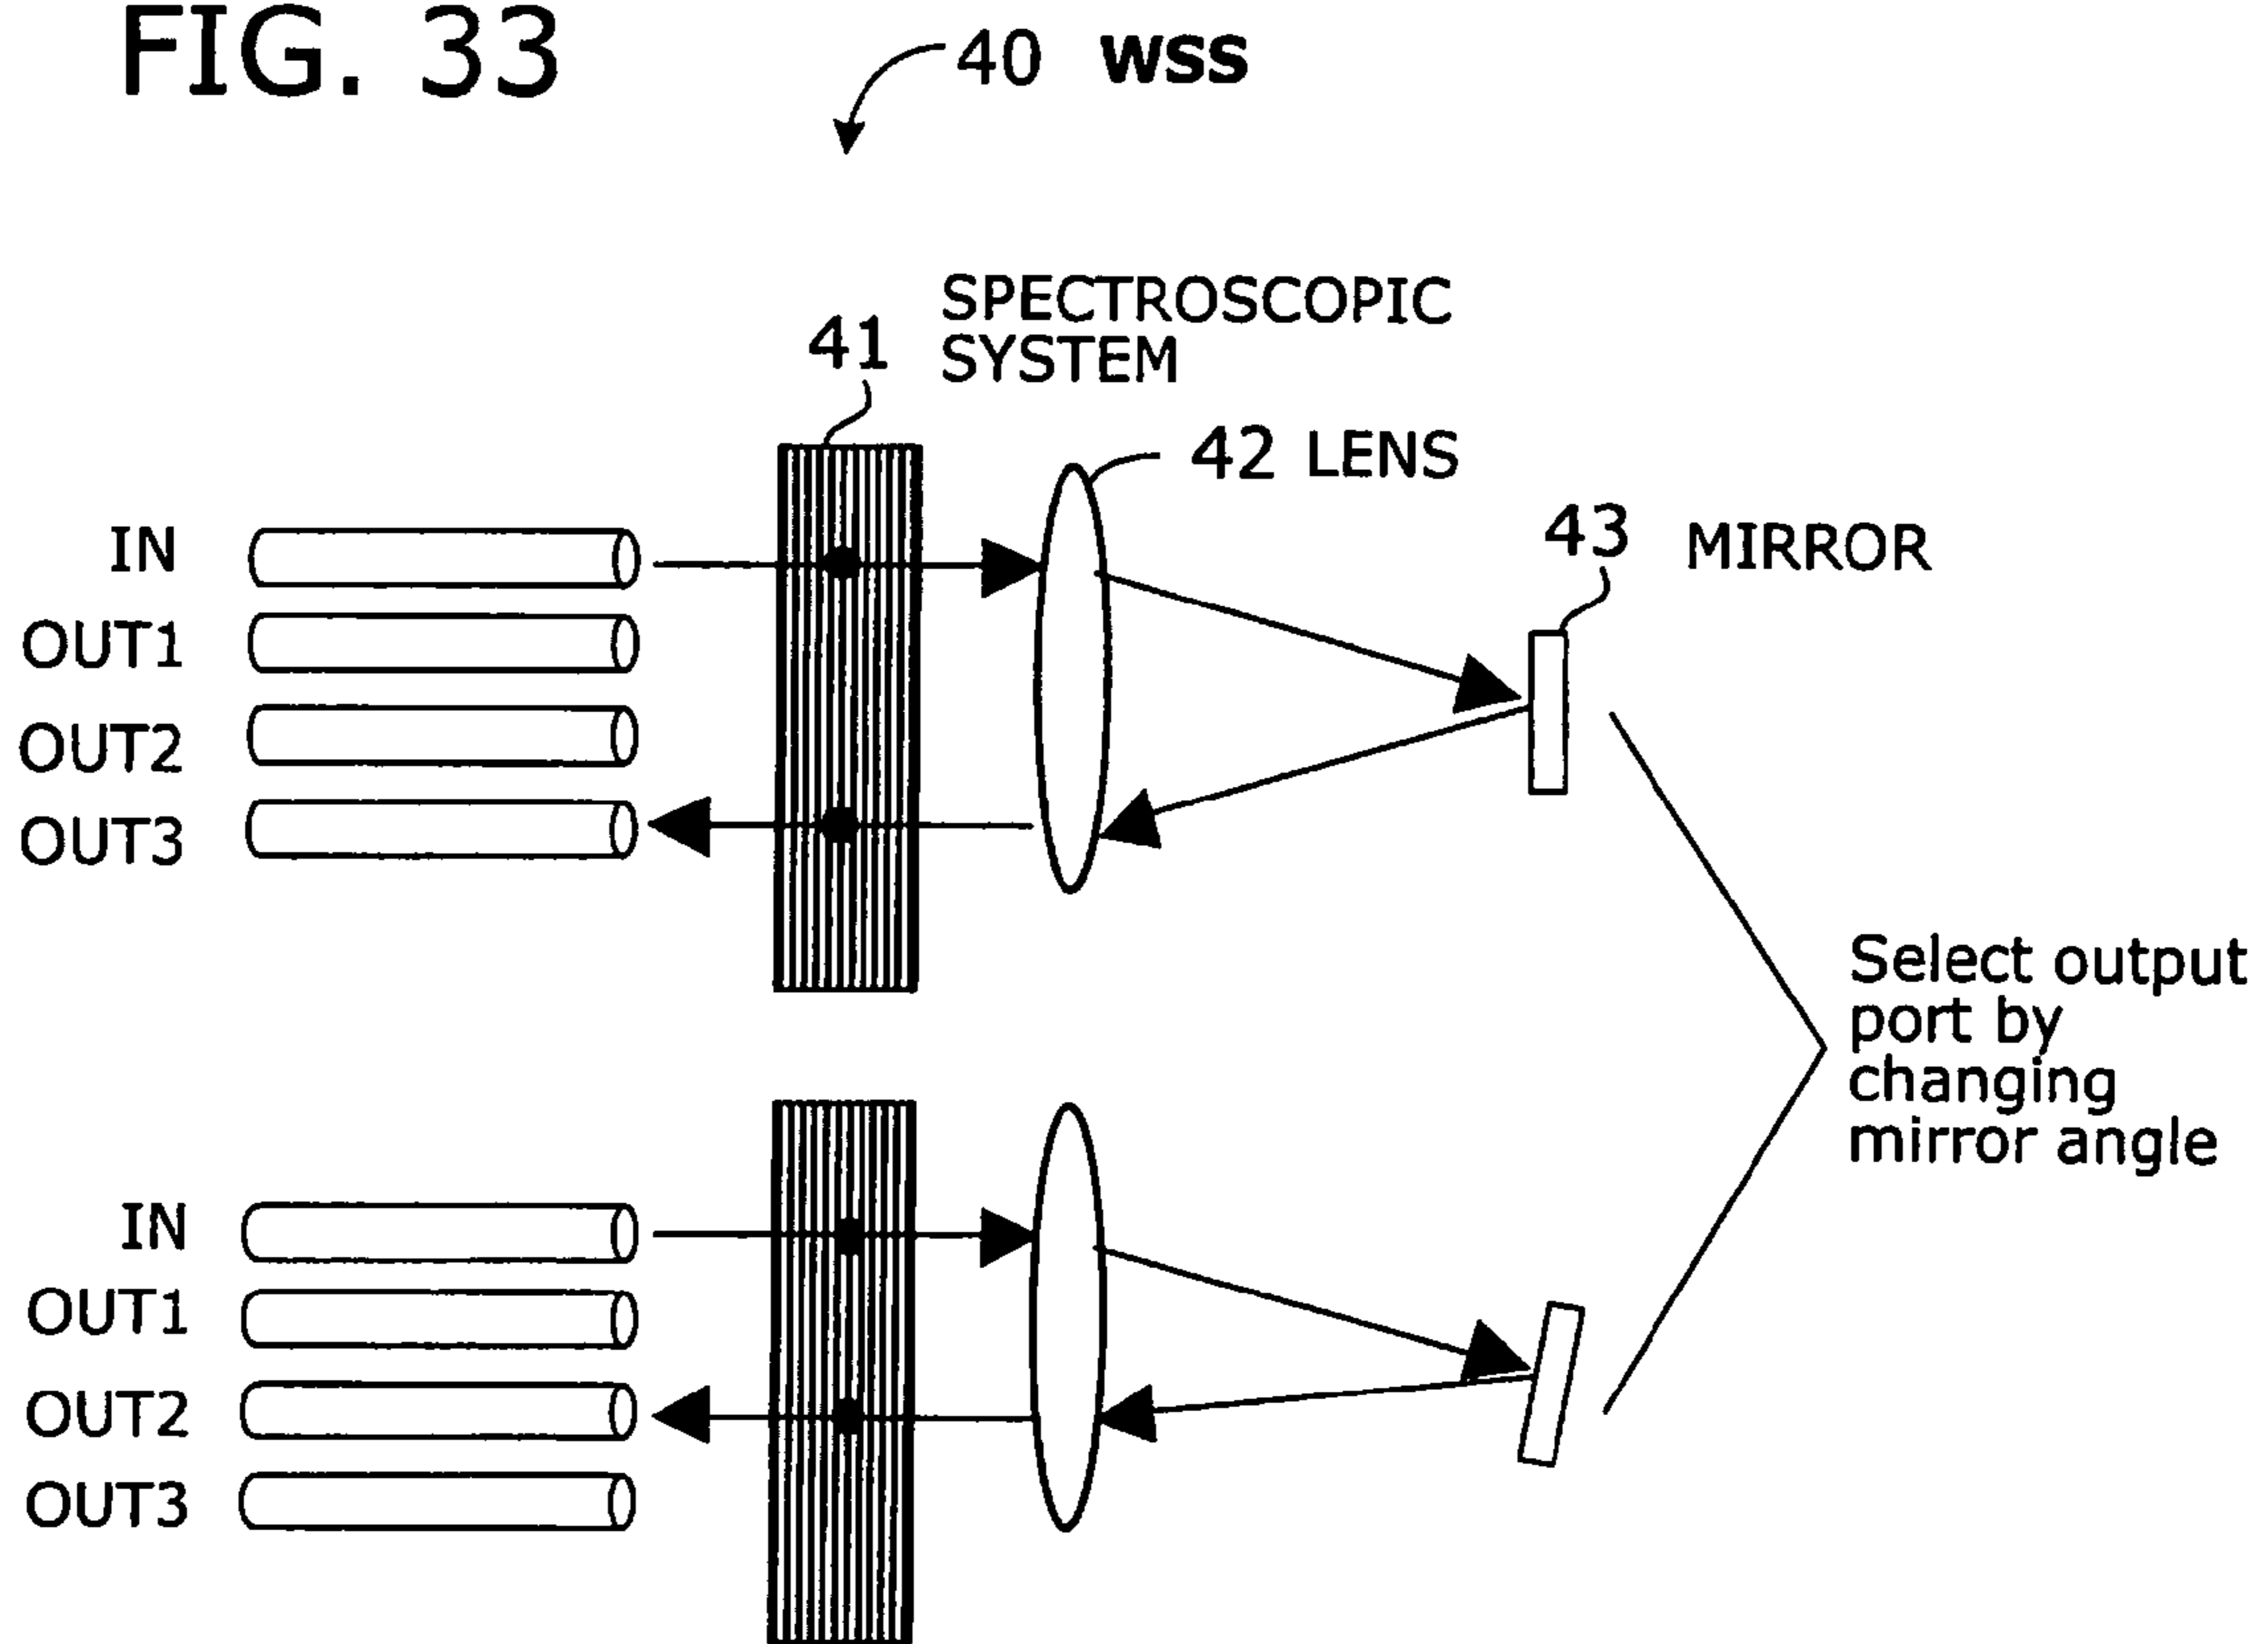 FIG. 33
40 WSS
SPECTROSCOPIC
SYSTEM
41
42 LENS
43 MIRROR
IN
OUT1
OUT2
OUT3
Select output
port by
changing
mirror angle
IN
OUT1
OUT2
OUT3